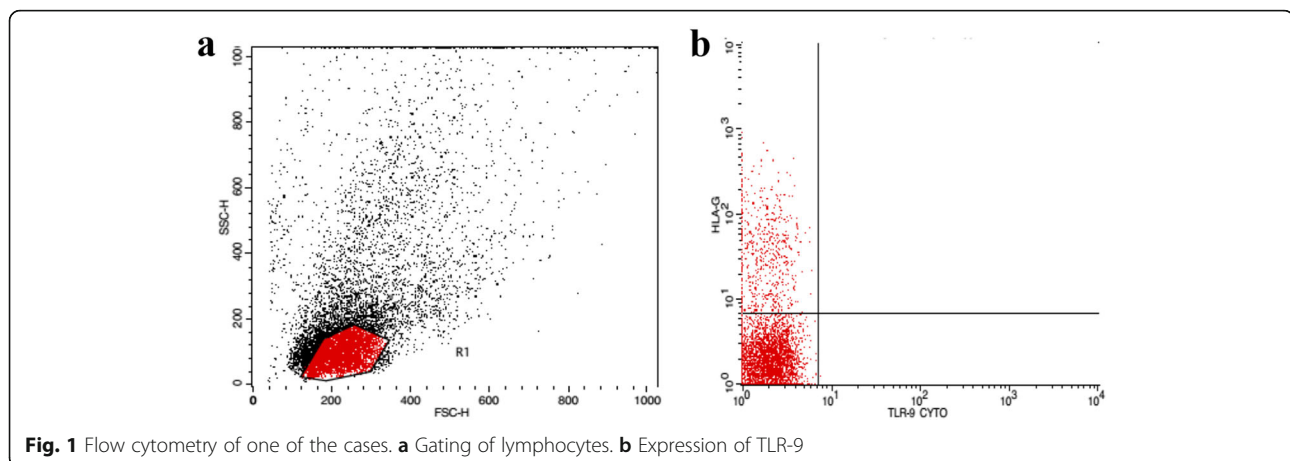 a
b
SSC-H
0 200 400 600 800 1000
R1
0 200 400 600 800 1000
FSC-H
HLA-G
10⁰ 10¹ 10² 10³
10⁰ 10¹ 10² 10³ 10⁴
TLR-9 CYTO
Fig. 1 Flow cytometry of one of the cases. a Gating of lymphocytes. b Expression of TLR-9